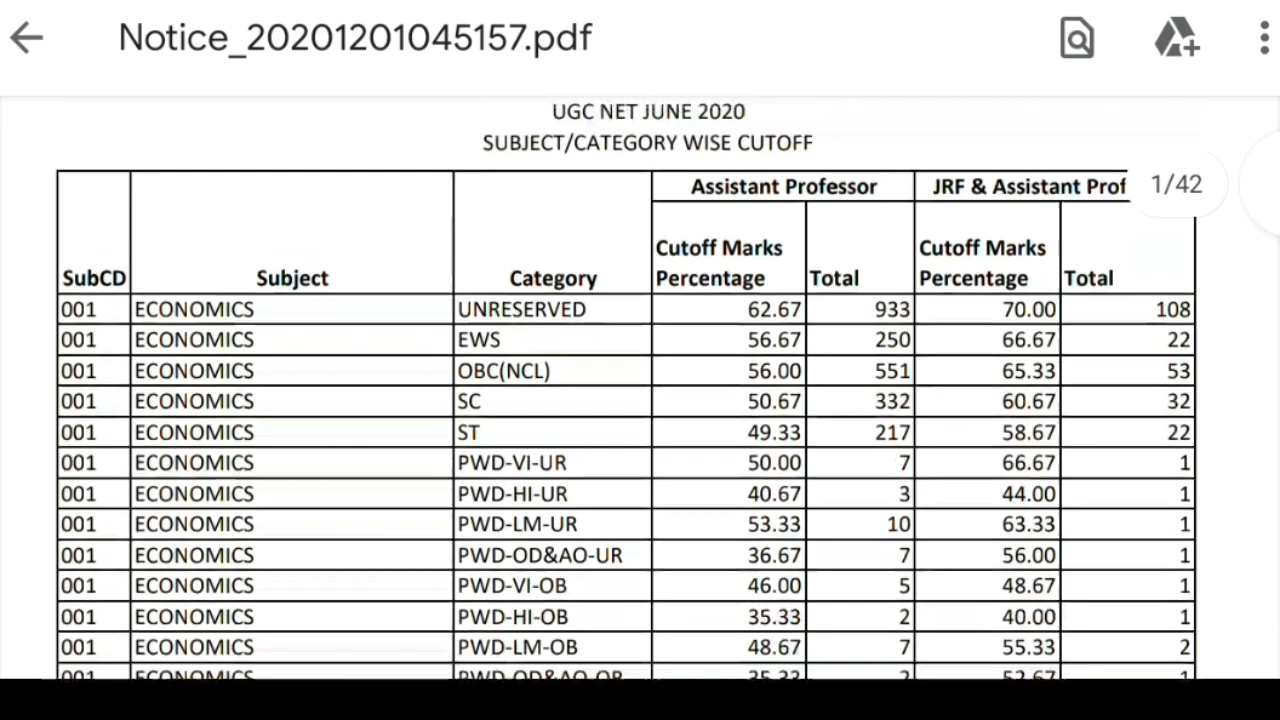 Notice_20201201045157.pdf
UGC NET JUNE 2020
SUBJECT/CATEGORY WISE CUTOFF
Assistant Professor JRF & Assistant Prof 1/42
SubCD Subject Category Cutoff Marks Percentage Total Cutoff Marks Percentage Total
001 ECONOMICS UNRESERVED 62.67 933 70.00 108
001 ECONOMICS EWS 56.67 250 66.67 22
001 ECONOMICS OBC(NCL) 56.00 551 65.33 53
001 ECONOMICS SC 50.67 332 60.67 32
001 ECONOMICS ST 49.33 217 58.67 22
001 ECONOMICS PWD-VI-UR 50.00 7 66.67 1
001 ECONOMICS PWD-HI-UR 40.67 3 44.00 1
001 ECONOMICS PWD-LM-UR 53.33 10 63.33 1
001 ECONOMICS PWD-OD&AO-UR 36.67 7 56.00 1
001 ECONOMICS PWD-VI-OB 46.00 5 48.67 1
001 ECONOMICS PWD-HI-OB 35.33 2 40.00 1
001 ECONOMICS PWD-LM-OB 48.67 7 55.33 2
001 ECONOMICS PWD-OD&AO-OB